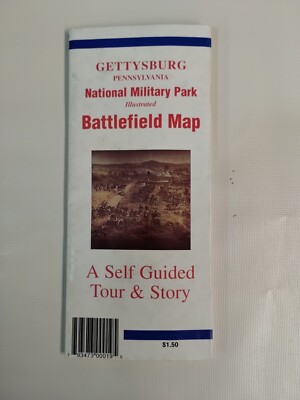 GETTYSBURG
PENNSYLVANIA
National Military Park
Illustrated
Battlefield Map
A Self Guided
Tour & Story
$1.50